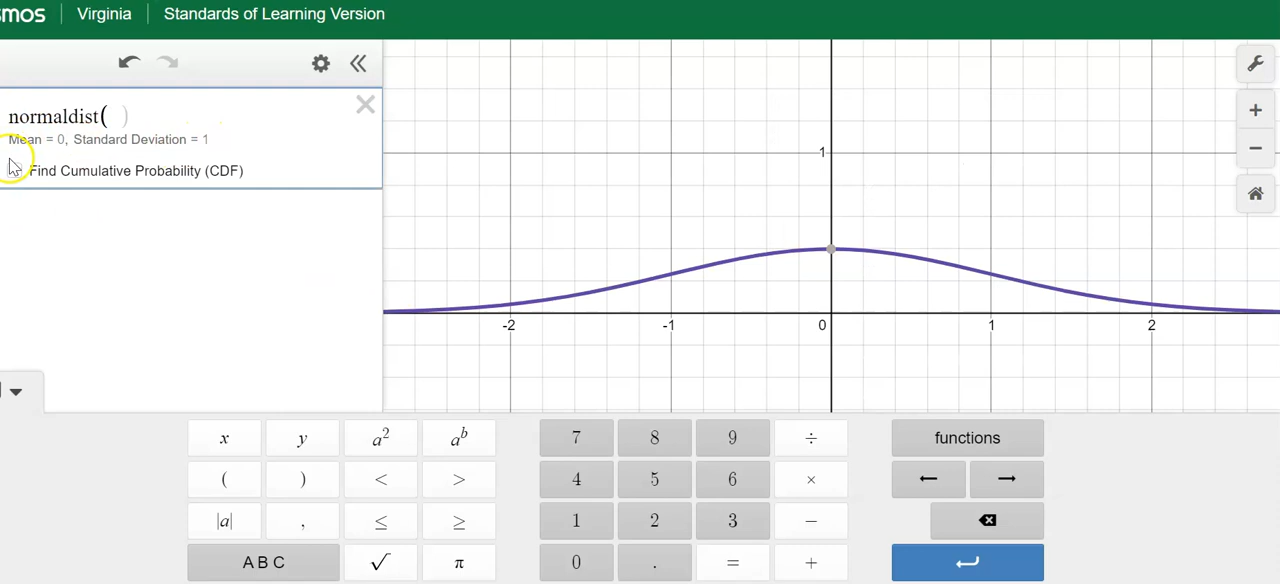 smos Virginia Standards of Learning Version
normaldist( )
Mean = 0, Standard Deviation = 1
Find Cumulative Probability (CDF)
1
-2 -1 0 1 2
x y a² aᵇ 7 8 9 ÷ functions
( ) < > 4 5 6 × ← →
|a| , ≤ ≥ 1 2 3 −
A B C √ π 0 . = +